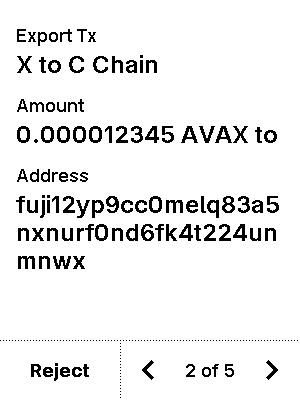 Export Tx
X to C Chain
Amount
0.000012345 AVAX to
Address
fuji12yp9cc0melq83a5
nxnurf0nd6fk4t224un
mnwx
Reject
2 of 5